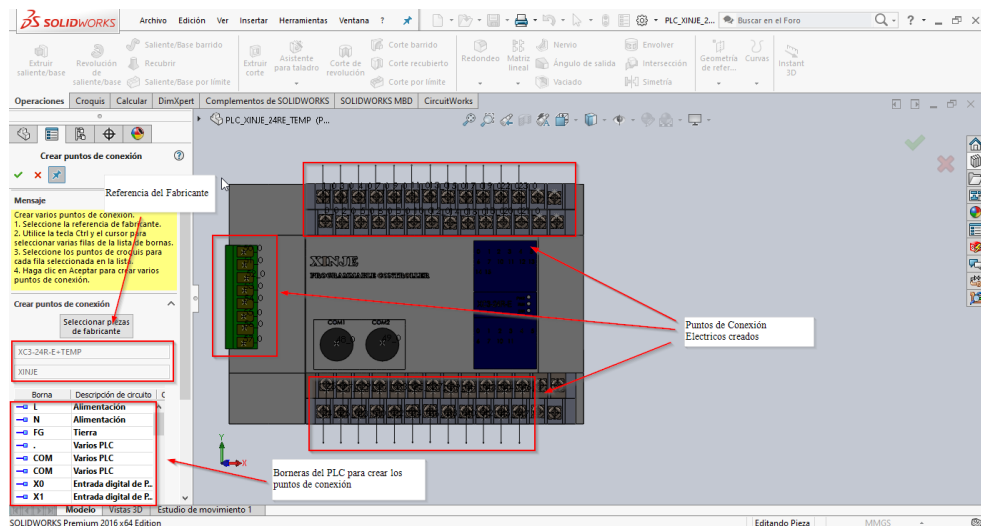 SOLIDWORKS Archivo Edición Ver Insertar Herramientas Ventana ? PLC_XINJE_2... Buscar en el Foro
Extruir saliente/base
Revolución de saliente/base
Saliente/Base barrido
Recubrir
Saliente/Base por límite
Extruir corte
Asistente para taladro
Corte de revolución
Corte barrido
Corte recubierto
Corte por límite
Redondeo
Matriz lineal
Nervio
Ángulo de salida
Vaciado
Envolver
Intersección
Simetría
Geometría de refer...
Curvas
Instant 3D
Operaciones Croquis Calcular DimXpert Complementos de SOLIDWORKS SOLIDWORKS MBD CircuitWorks
PLC_XINJE_24RE_TEMP (P...
Crear puntos de conexión
Referencia del Fabricante
Mensaje
Crear varios puntos de conexión.
1. Seleccione la referencia de fabricante.
2. Utilice la tecla Ctrl y el cursor para
seleccionar varias filas de la lista de bornas.
3. Seleccione los puntos de croquis para
cada fila seleccionada en la lista.
4. Haga clic en Aceptar para crear varios
puntos de conexión.
Crear puntos de conexión
Seleccionar piezas
de fabricante
XC3-24R-E+TEMP
XINJE
Borna Descripción de circuito C
L Alimentación
N Alimentación
FG Tierra
. Varios PLC
COM Varios PLC
COM Varios PLC
X0 Entrada digital de P..
X1 Entrada digital de P..
XINJE
PROGRAMMABLE CONTROLLER
COM1 COM2
Puntos de Conexión
Electricos creados
Borneras del PLC para crear los
puntos de conexión
Y
X
Modelo Vistas 3D Estudio de movimiento 1
SOLIDWORKS Premium 2016 x64 Edition Editando Pieza MMGS